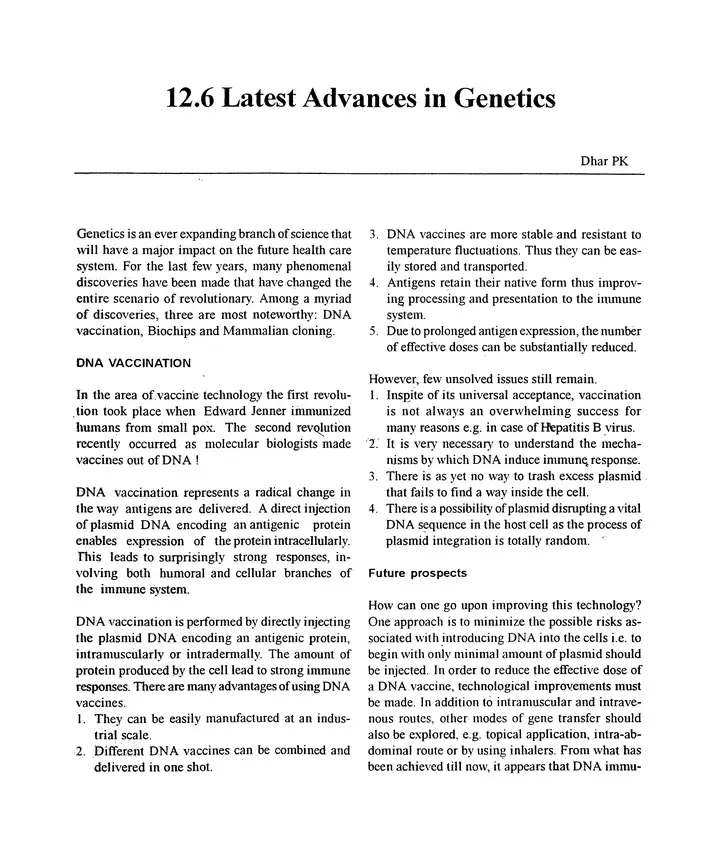 12.6 Latest Advances in Genetics
Dhar PK
Genetics is an ever expanding branch of science that
will have a major impact on the future health care
system. For the last few years, many phenomenal
discoveries have been made that have changed the
entire scenario of revolutionary. Among a myriad
of discoveries, three are most noteworthy: DNA
vaccination, Biochips and Mammalian cloning.
DNA VACCINATION
In the area of vaccine technology the first revolu-
tion took place when Edward Jenner immunized
humans from small pox. The second revolution
recently occurred as molecular biologists made
vaccines out of DNA !
DNA vaccination represents a radical change in
the way antigens are delivered. A direct injection
of plasmid DNA encoding an antigenic protein
enables expression of the protein intracellularly.
This leads to surprisingly strong responses, in-
volving both humoral and cellular branches of
the immune system.
DNA vaccination is performed by directly injecting
the plasmid DNA encoding an antigenic protein,
intramuscularly or intradermally. The amount of
protein produced by the cell lead to strong immune
responses. There are many advantages of using DNA
vaccines.
1. They can be easily manufactured at an indus-
trial scale.
2. Different DNA vaccines can be combined and
delivered in one shot.
3. DNA vaccines are more stable and resistant to
temperature fluctuations. Thus they can be eas-
ily stored and transported.
4. Antigens retain their native form thus improv-
ing processing and presentation to the immune
system.
5. Due to prolonged antigen expression, the number
of effective doses can be substantially reduced.
However, few unsolved issues still remain.
1. Inspite of its universal acceptance, vaccination
is not always an overwhelming success for
many reasons e.g. in case of Hepatitis B virus.
2. It is very necessary to understand the mecha-
nisms by which DNA induce immune response.
3. There is as yet no way to trash excess plasmid
that fails to find a way inside the cell.
4. There is a possibility of plasmid disrupting a vital
DNA sequence in the host cell as the process of
plasmid integration is totally random.
Future prospects
How can one go upon improving this technology?
One approach is to minimize the possible risks as-
sociated with introducing DNA into the cells i.e. to
begin with only minimal amount of plasmid should
be injected. In order to reduce the effective dose of
a DNA vaccine, technological improvements must
be made. In addition to intramuscular and intrave-
nous routes, other modes of gene transfer should
also be explored, e.g. topical application, intra-ab-
dominal route or by using inhalers. From what has
been achieved till now, it appears that DNA immu-